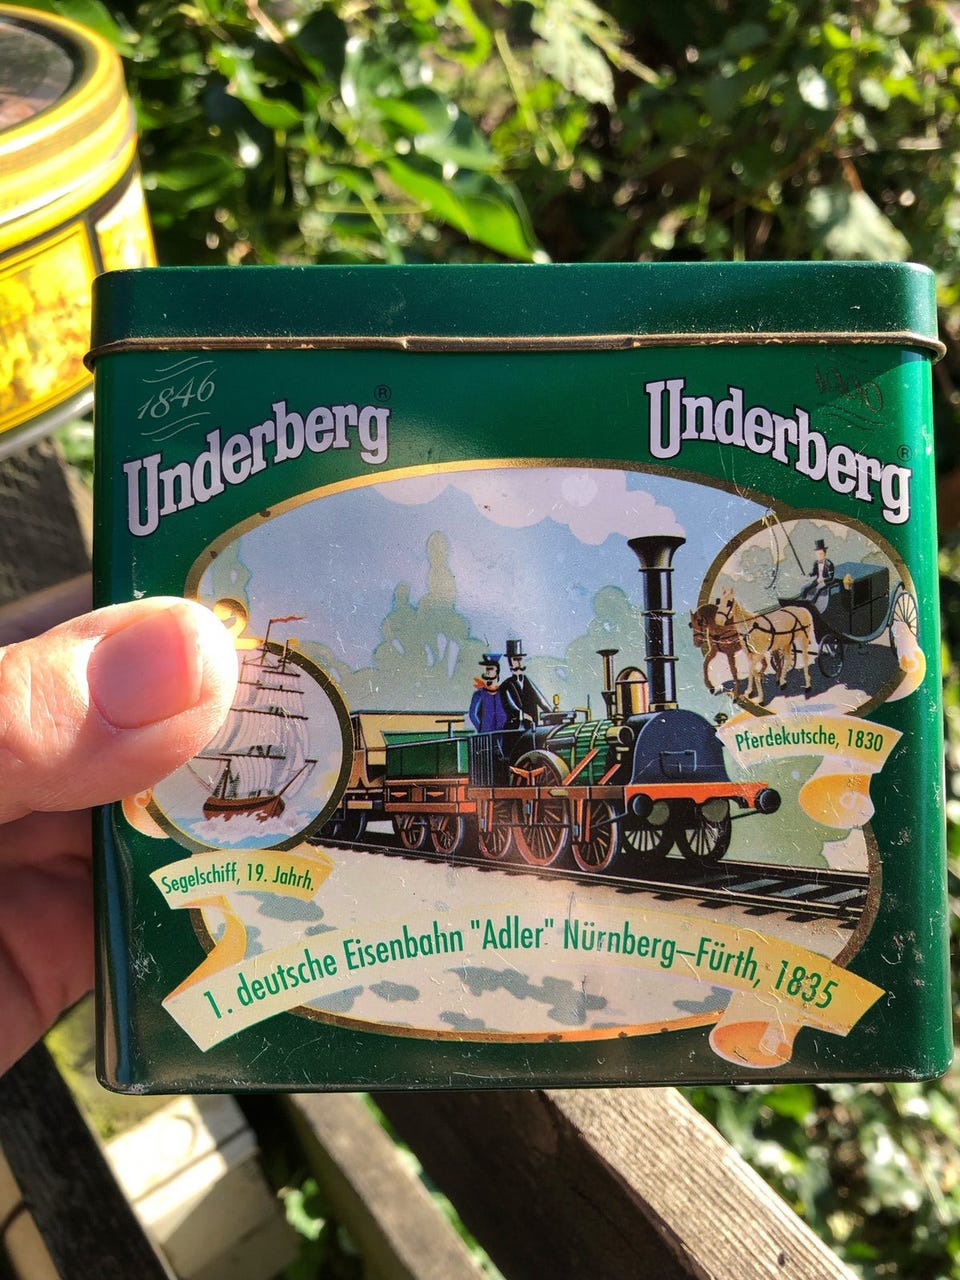 1846
Underberg®
Underberg®
Pferdekutsche, 1830
Segelschiff, 19. Jahrh.
1. deutsche Eisenbahn "Adler" Nürnberg–Fürth, 1835